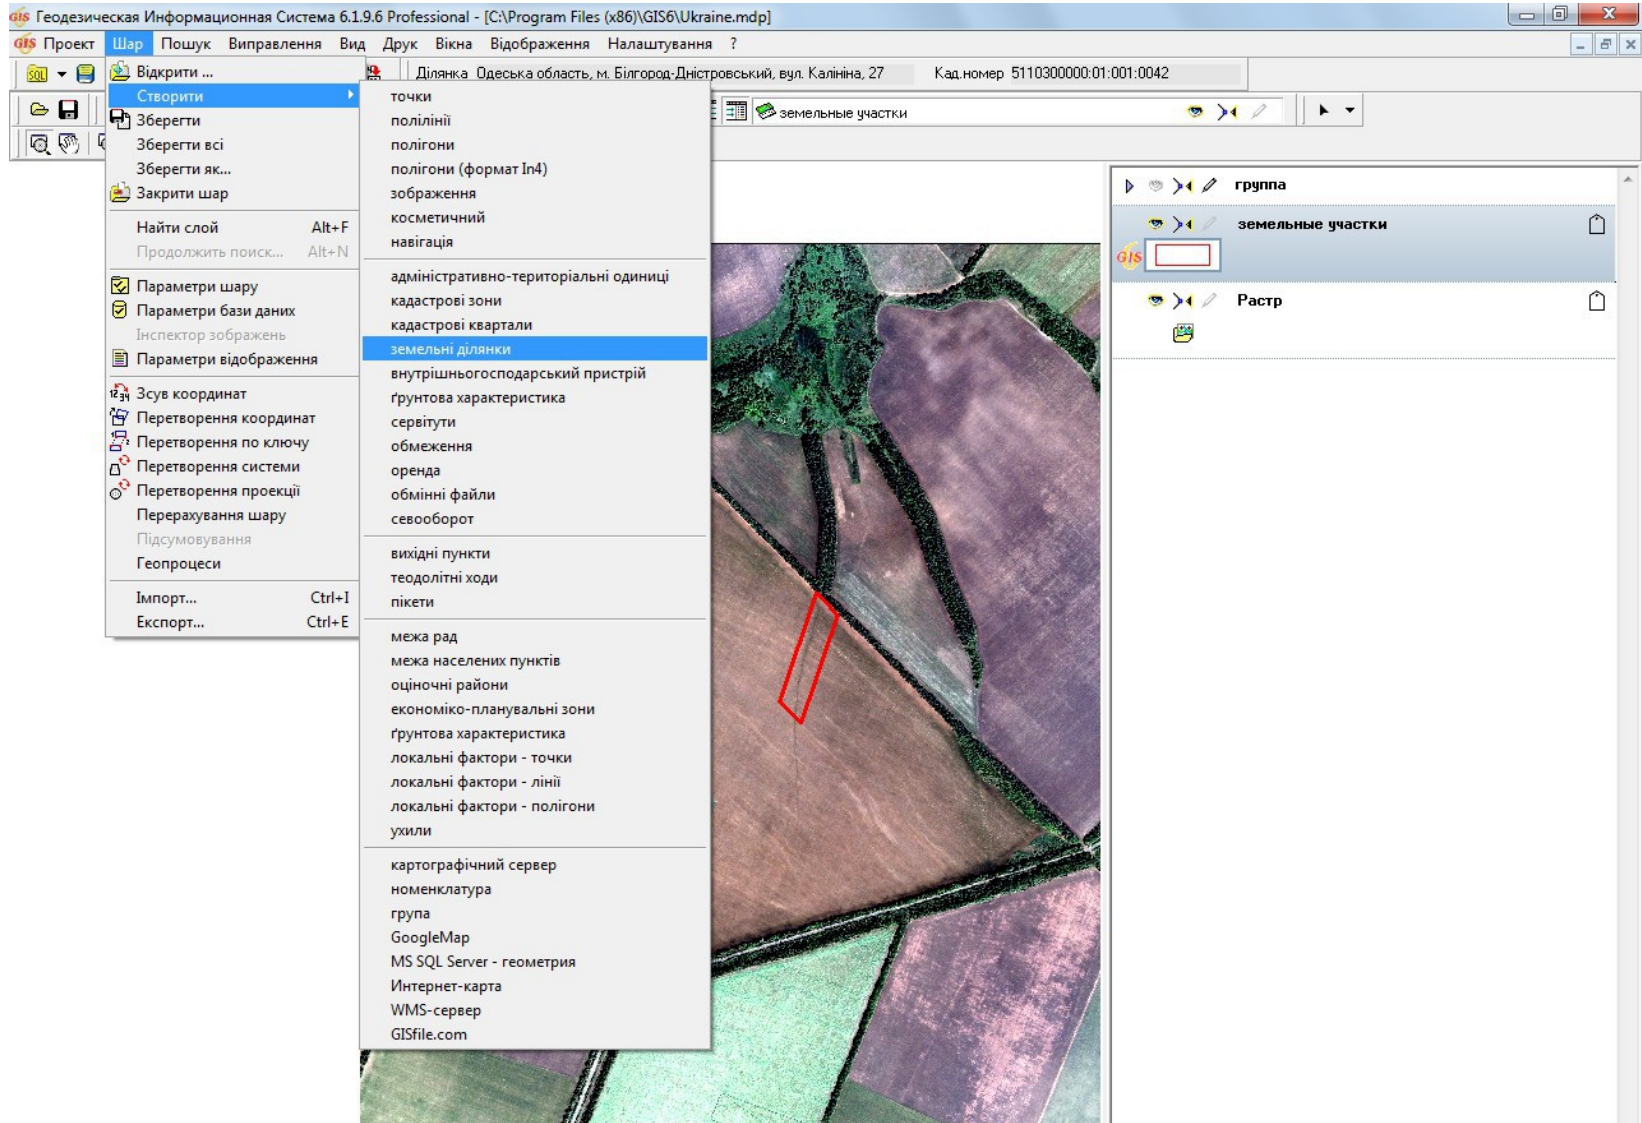 Геодезическая Информационная Система 6.1.9.6 Professional - [C:\Program Files (x86)\GIS6\Ukraine.mdp]
Проект Шар Пошук Виправлення Вид Друк Вікна Відображення Налаштування ?
Ділянка Одеська область, м. Білгород-Дністровський, вул. Калініна, 27 Кад.номер 5110300000:01:001:0042
земельные участки
Відкрити ...
Створити
Зберегти
Зберегти всі
Зберегти як...
Закрити шар
Найти слой Alt+F
Продолжить поиск... Alt+N
Параметри шару
Параметри бази даних
Інспектор зображень
Параметри відображення
Зсув координат
Перетворення координат
Перетворення по ключу
Перетворення системи
Перетворення проекції
Перерахування шару
Підсумовування
Геопроцеси
Імпорт... Ctrl+I
Експорт... Ctrl+E
точки
полілінії
полігони
полігони (формат In4)
зображення
косметичний
навігація
адміністративно-територіальні одиниці
кадастрові зони
кадастрові квартали
земельні ділянки
внутрішньогосподарський пристрій
ґрунтова характеристика
сервітути
обмеження
оренда
обмінні файли
севооборот
вихідні пункти
теодолітні ходи
пікети
межа рад
межа населених пунктів
оціночні райони
економіко-планувальні зони
ґрунтова характеристика
локальні фактори - точки
локальні фактори - лінії
локальні фактори - полігони
ухили
картографічний сервер
номенклатура
група
GoogleMap
MS SQL Server - геометрия
Интернет-карта
WMS-сервер
GISfile.com
группа
земельные участки
GIS
Растр